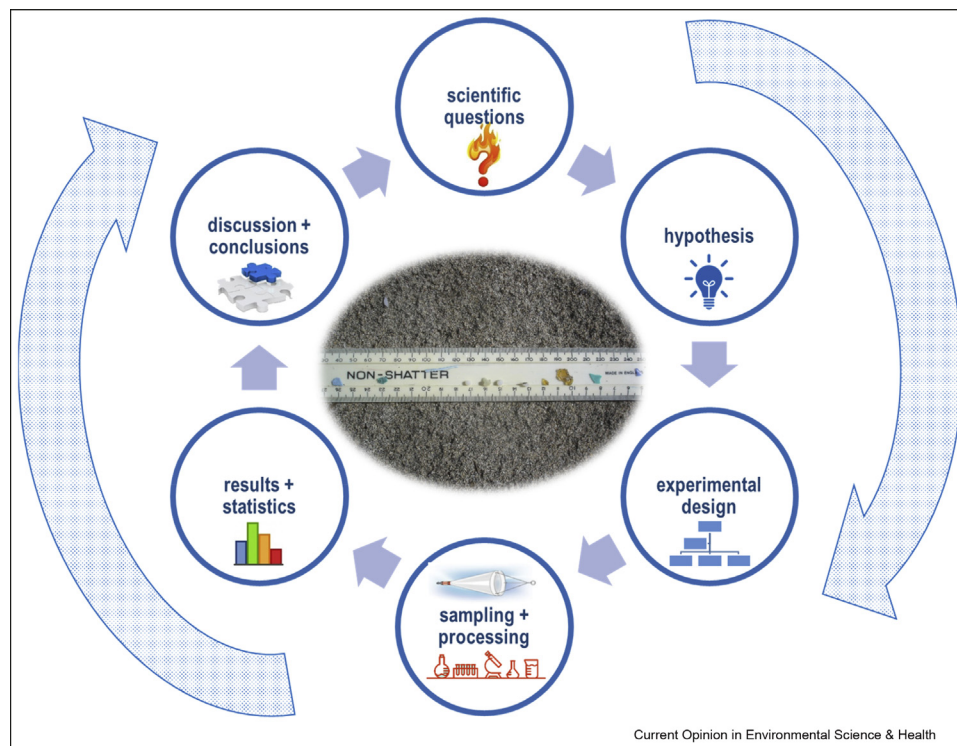 scientific
questions
hypothesis
experimental
design
sampling +
processing
results +
statistics
discussion +
conclusions
NON-SHATTER
MADE IN
Current Opinion in Environmental Science & Health